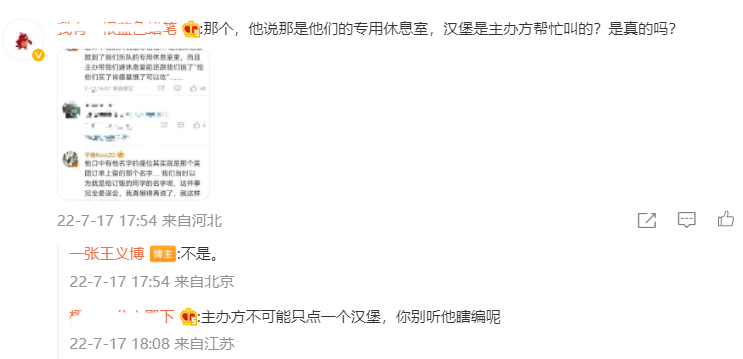 :那个，他说那是他们的专用休息室，汉堡是主办方帮忙叫的？是真的吗?
放到了我们乐队的专用休息室里，而且
主办带我们进休息室前还跟我们说了"给
你们买了肯德基饿了可以吃"……
子健Rock2D
他口中有他名字的座位其实就是那个美
团订单上留的那个名字... 我们当时以
为就是给订饭的同学的名字呢，这件事
完全是误会，我真懒得再说了，就这样
22-7-17 17:54 来自河北
一张王义博 博主 :不是。
22-7-17 17:54 来自北京
:主办方不可能只点一个汉堡，你别听他瞎编呢
22-7-17 18:08 来自江苏